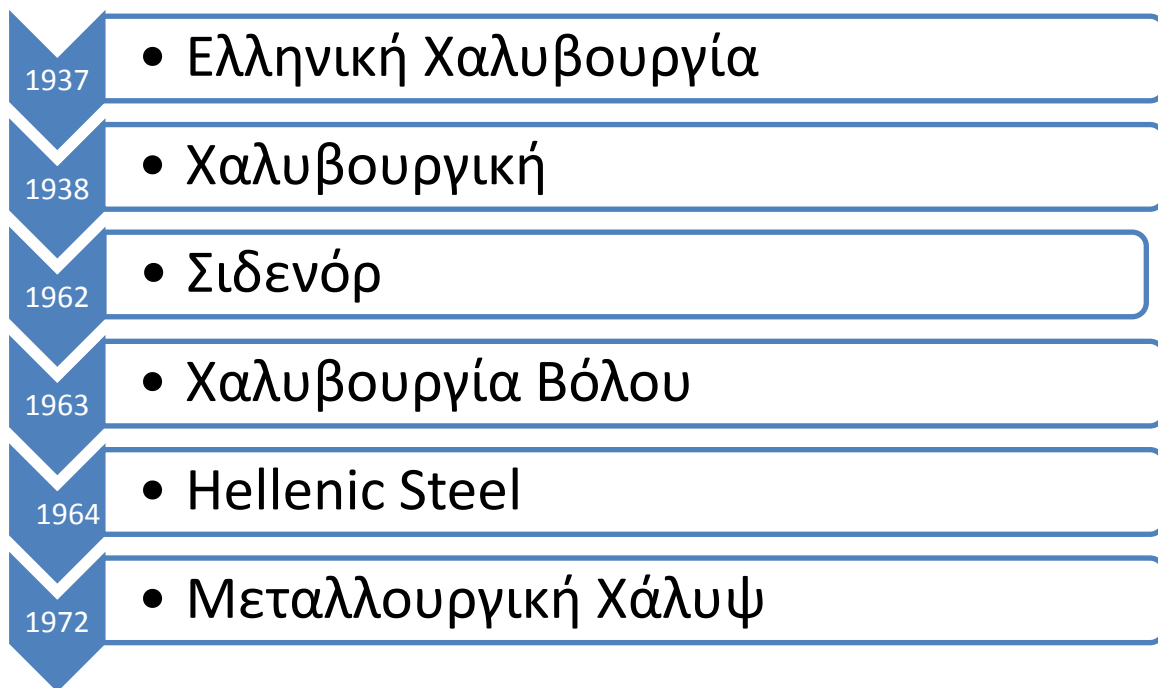 1937
• Ελληνική Χαλυβουργία
1938
• Χαλυβουργική
1962
• Σιδενόρ
1963
• Χαλυβουργία Βόλου
1964
• Hellenic Steel
1972
• Μεταλλουργική Χάλυψ